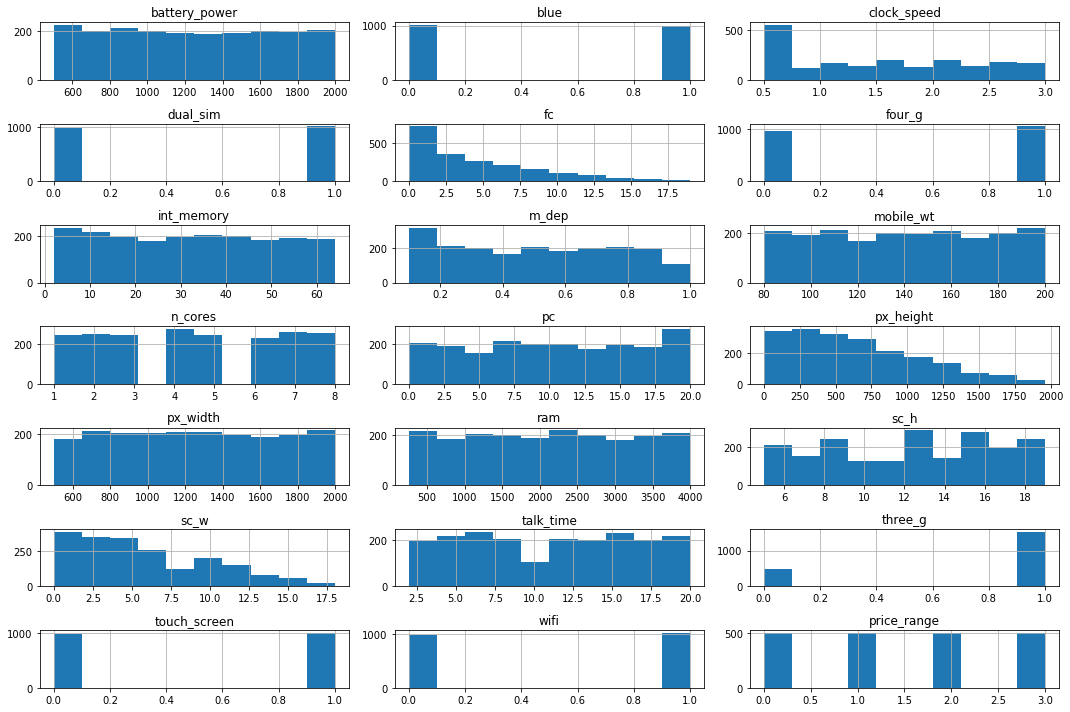 battery_power blue clock_speed
200 1000 500
0 0 0
600 800 1000 1200 1400 1600 1800 2000 0.0 0.2 0.4 0.6 0.8 1.0 0.5 1.0 1.5 2.0 2.5 3.0
dual_sim fc four_g
1000 500 1000
0 0 0
0.0 0.2 0.4 0.6 0.8 1.0 0.0 2.5 5.0 7.5 10.0 12.5 15.0 17.5 0.0 0.2 0.4 0.6 0.8 1.0
int_memory m_dep mobile_wt
200 200 200
0 0 0
0 10 20 30 40 50 60 0.2 0.4 0.6 0.8 1.0 80 100 120 140 160 180 200
n_cores pc px_height
200 200 200
0 0 0
1 2 3 4 5 6 7 8 0.0 2.5 5.0 7.5 10.0 12.5 15.0 17.5 20.0 0 250 500 750 1000 1250 1500 1750 2000
px_width ram sc_h
200 200 200
0 0 0
600 800 1000 1200 1400 1600 1800 2000 500 1000 1500 2000 2500 3000 3500 4000 6 8 10 12 14 16 18
sc_w talk_time three_g
250 200 1000
0 0 0
0.0 2.5 5.0 7.5 10.0 12.5 15.0 17.5 2.5 5.0 7.5 10.0 12.5 15.0 17.5 20.0 0.0 0.2 0.4 0.6 0.8 1.0
touch_screen wifi price_range
1000 1000 500
0 0 0
0.0 0.2 0.4 0.6 0.8 1.0 0.0 0.2 0.4 0.6 0.8 1.0 0.0 0.5 1.0 1.5 2.0 2.5 3.0